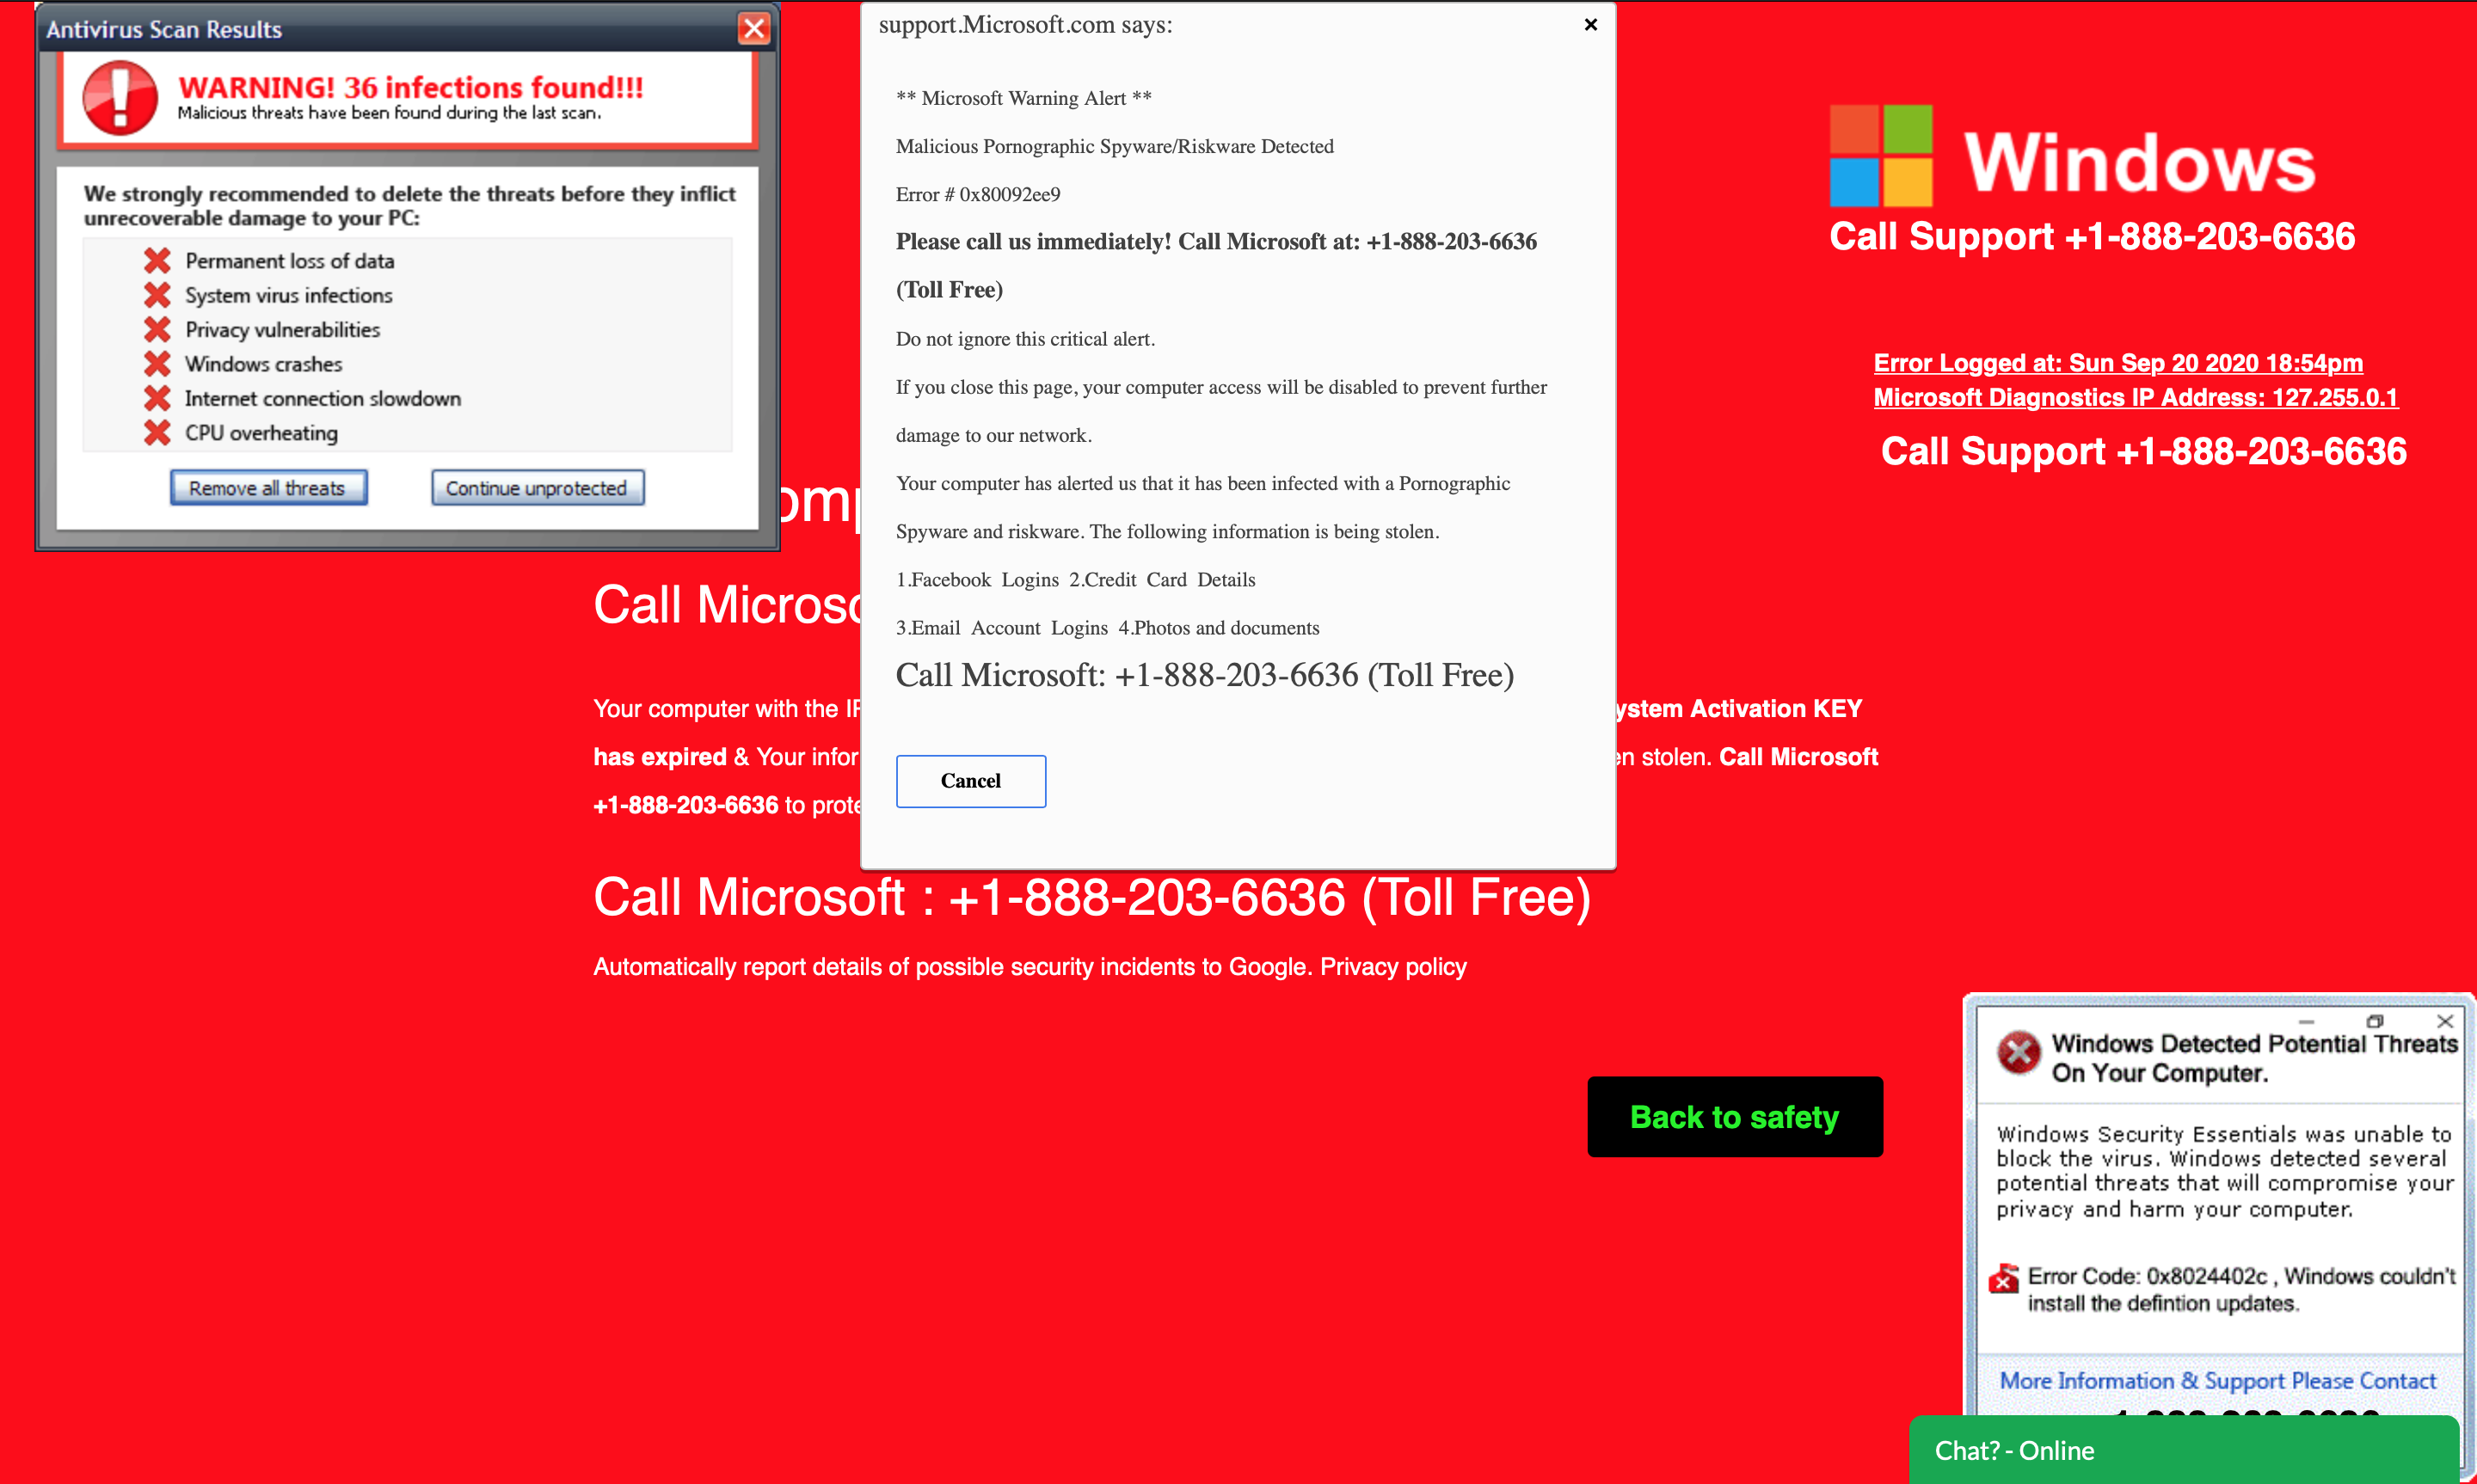 Antivirus Scan Results
WARNING! 36 infections found!!!
Malicious threats have been found during the last scan.
We strongly recommended to delete the threats before they inflict
unrecoverable damage to your PC:
Permanent loss of data
System virus infections
Privacy vulnerabilities
Windows crashes
Internet connection slowdown
CPU overheating
Remove all threats
Continue unprotected
support.Microsoft.com says:
** Microsoft Warning Alert **
Malicious Pornographic Spyware/Riskware Detected
Error # 0x80092ee9
Please call us immediately! Call Microsoft at: +1-888-203-6636
(Toll Free)
Do not ignore this critical alert.
If you close this page, your computer access will be disabled to prevent further
damage to our network.
Your computer has alerted us that it has been infected with a Pornographic
Spyware and riskware. The following information is being stolen.
1.Facebook Logins 2.Credit Card Details
3.Email Account Logins 4.Photos and documents
Call Microsoft: +1-888-203-6636 (Toll Free)
Cancel
Windows
Call Support +1-888-203-6636
Error Logged at: Sun Sep 20 2020 18:54pm
Microsoft Diagnostics IP Address: 127.255.0.1
Call Support +1-888-203-6636
Call
Your computer with the
Activation KEY
has expired & Your
stolen. Call Microsoft
+1-888-203-6636 to
Call Microsoft : +1-888-203-6636 (Toll Free)
Automatically report details of possible security incidents to Google. Privacy policy
Back to safety
Windows Detected Potential Threats
On Your Computer.
Windows Security Essentials was unable to
block the virus. Windows detected several
potential threats that will compromise your
privacy and harm your computer.
Error Code: 0x8024402c , Windows couldn't
install the defintion updates.
More Information & Support Please Contact
Chat? - Online